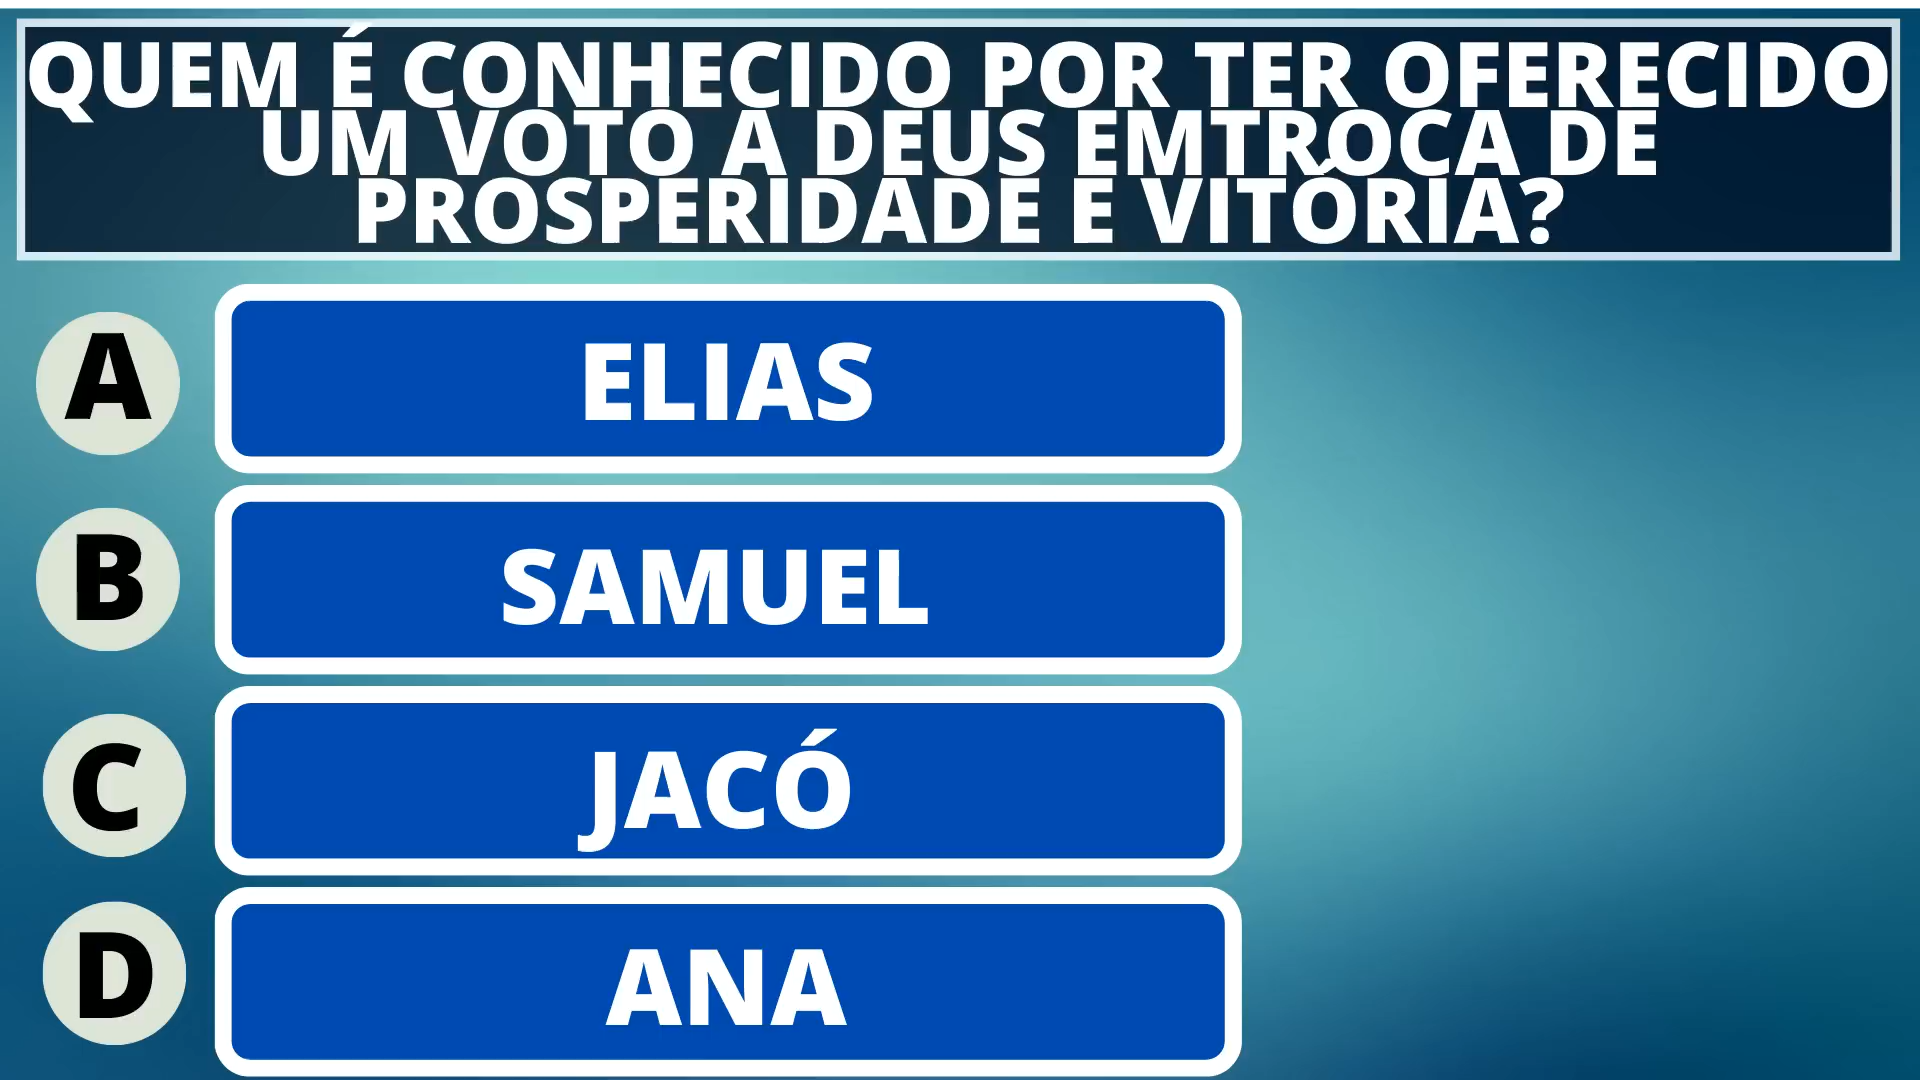 QUEM É CONHECIDO POR TER OFERECIDO
UM VOTO A DEUS EMTROCA DE
PROSPERIDADE E VITÓRIA?
A
ELIAS
B
SAMUEL
C
JACÓ
D
ANA